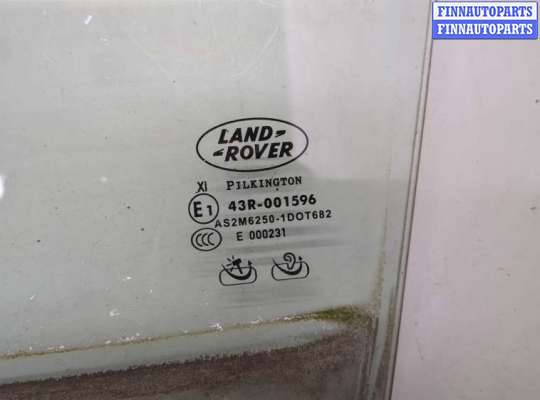 FINNAUTOPARTS
FINNAUTOPARTS
LAND
ROVER
XI PILKINGTON
E1 43R-001596
AS2M6250-1DOT682
CCC E 000231